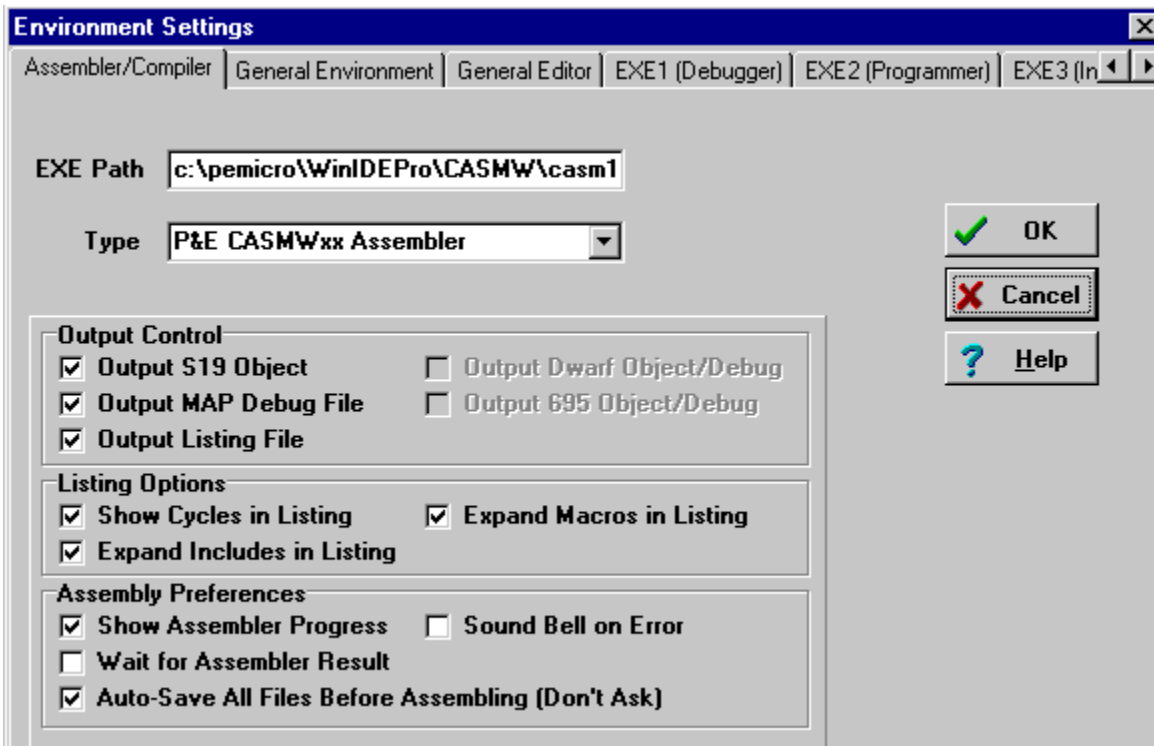 Environment Settings
Assembler/Compiler General Environment General Editor EXE1 (Debugger) EXE2 (Programmer) EXE3 (In
EXE Path c:\pemicro\WinIDEPro\CASMW\casm1
Type P&E CASMWxx Assembler
OK
Cancel
Help
Output Control
Output S19 Object Output Dwarf Object/Debug
Output MAP Debug File Output 695 Object/Debug
Output Listing File
Listing Options
Show Cycles in Listing Expand Macros in Listing
Expand Includes in Listing
Assembly Preferences
Show Assembler Progress Sound Bell on Error
Wait for Assembler Result
Auto-Save All Files Before Assembling (Don't Ask)